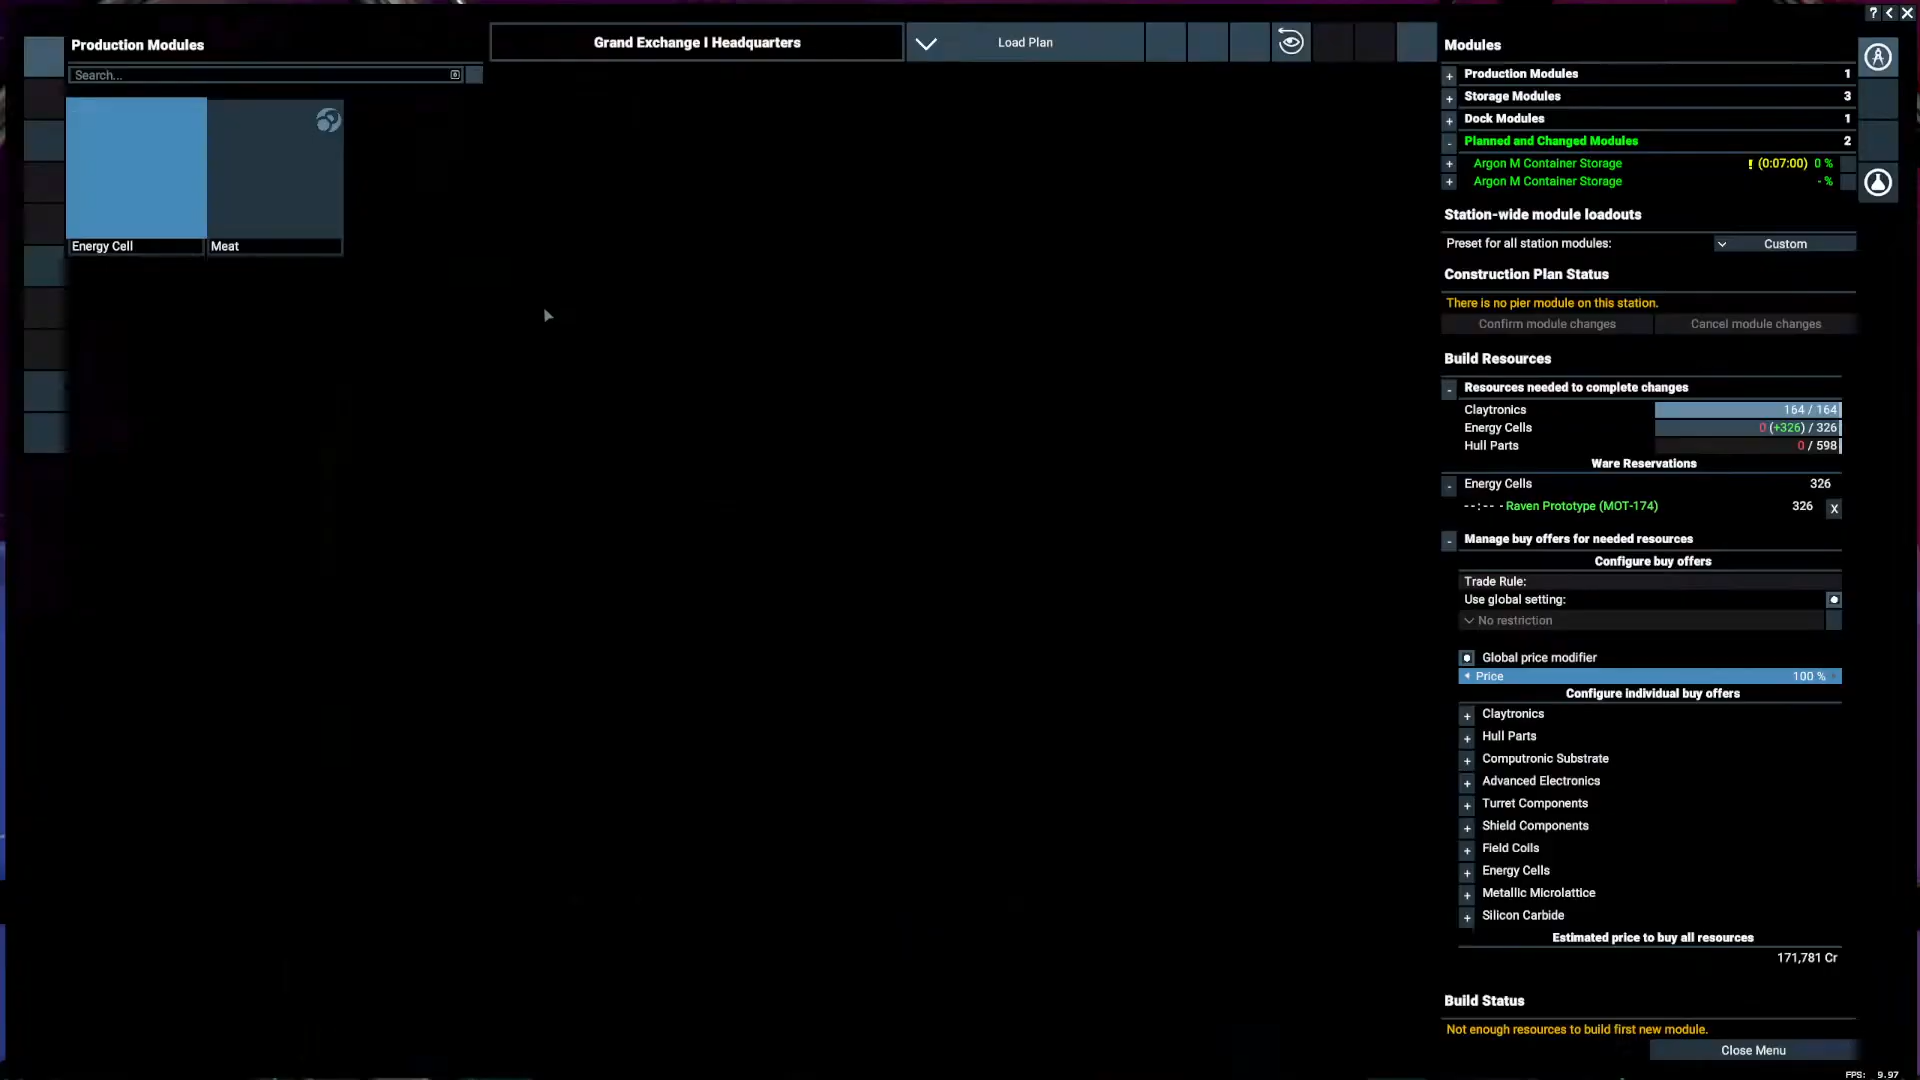 ? < X
Production Modules
Search...
Energy Cell
Meat
Grand Exchange I Headquarters
Load Plan
Modules
+ Production Modules 1
+ Storage Modules 3
+ Dock Modules 1
- Planned and Changed Modules 2
+ Argon M Container Storage ! (0:07:00) 0 %
+ Argon M Container Storage - %
Station-wide module loadouts
Preset for all station modules: Custom
Construction Plan Status
There is no pier module on this station.
Confirm module changes Cancel module changes
Build Resources
- Resources needed to complete changes
Claytronics 164 / 164
Energy Cells 0 (+326) / 326
Hull Parts 0 / 598
Ware Reservations
- Energy Cells 326
--:-- - Raven Prototype (MOT-174) 326 X
- Manage buy offers for needed resources
Configure buy offers
Trade Rule:
Use global setting:
No restriction
Global price modifier
Price 100 %
Configure individual buy offers
+ Claytronics
+ Hull Parts
+ Computronic Substrate
+ Advanced Electronics
+ Turret Components
+ Shield Components
+ Field Coils
+ Energy Cells
+ Metallic Microlattice
+ Silicon Carbide
Estimated price to buy all resources
171,781 Cr
Build Status
Not enough resources to build first new module.
Close Menu
FPS: 9.97